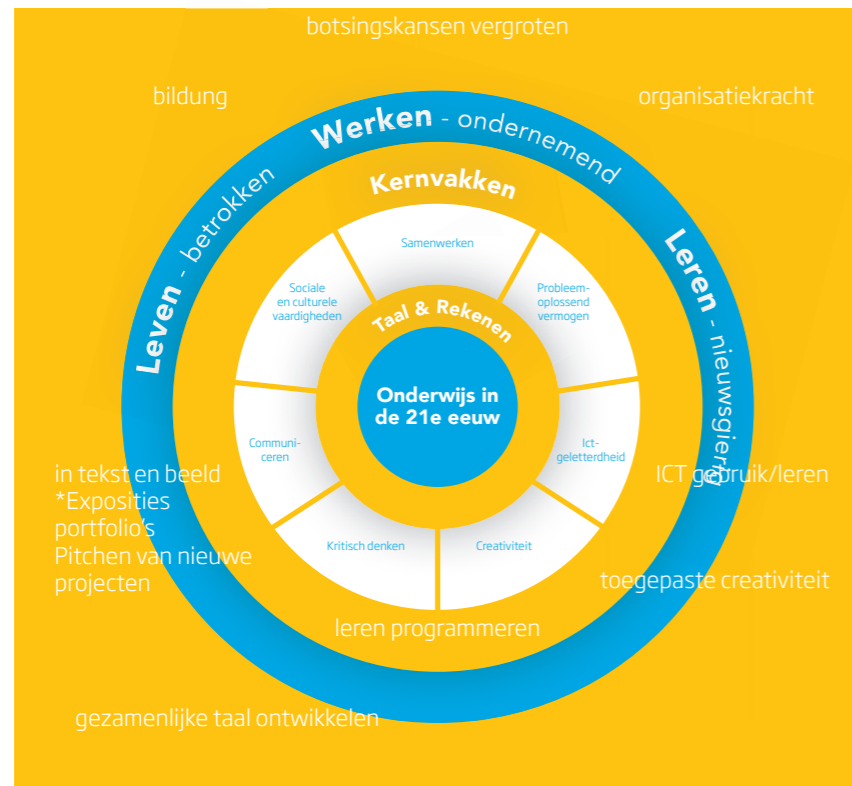 botsingskansen vergroten
bildung
organisatiekracht
Werken - ondernemend
Leven - betrokken
Leren - nieuwsgierig
Kernvakken
Samenwerken
Sociale
en culturele
vaardigheden
Probleem-
oplossend
vermogen
Taal & Rekenen
Onderwijs in
de 21e eeuw
Communi-
ceren
Ict-
geletterdheid
Kritisch denken
Creativiteit
in tekst en beeld
*Exposities
portfolio's
Pitchen van nieuwe
projecten
ICT gebruik/leren
toegepaste creativiteit
leren programmeren
gezamenlijke taal ontwikkelen